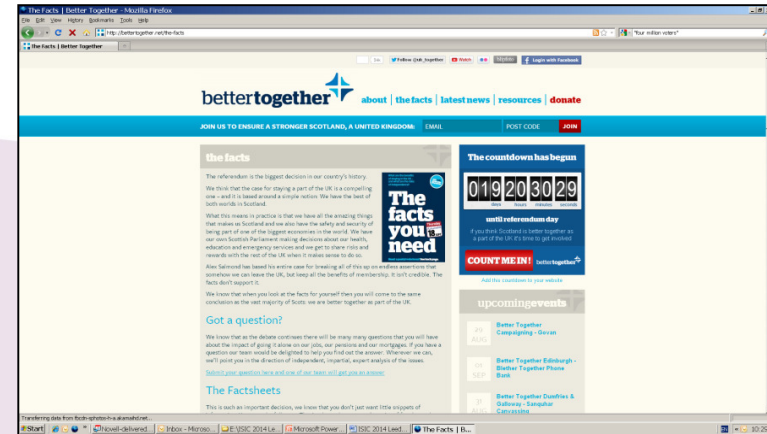 The Facts | Better Together - Mozilla Firefox
File Edit View History Bookmarks Tools Help
http://bettertogether.net/the-facts
"four million voters"
The Facts | Better Together
Follow @uk_together
Watch
Login with Facebook
bettertogether
about | the facts | latest news | resources | donate
JOIN US TO ENSURE A STRONGER SCOTLAND, A UNITED KINGDOM: EMAIL POST CODE JOIN
the facts
The referendum is the biggest decision in our country's history.
We think that the case for staying a part of the UK is a compelling
one - and it is based around a simple notion: We have the best of
both worlds in Scotland.
What this means in practice is that we have all the amazing things
that makes us Scotland and we also have the safety and security of
being part of one of the biggest economies in the world. We have
our own Scottish Parliament making decisions about our health,
education and emergency services and we get to share risks and
rewards with the rest of the UK when it makes sense to do so.
Alex Salmond has based his entire case for breaking all of this up on endless assertions that
somehow we can leave the UK, but keep all the benefits of membership. It isn't credible. The
facts don't support it.
We know that when you look at the facts for yourself then you will come to the same
conclusion as the vast majority of Scots: we are better together as part of the UK.
The
facts
you
need
18
Got a question?
We know that as the debate continues there will be many many questions that you will have
about the impact of going it alone on our jobs, our pensions and our mortgages. If you have a
question our team would be delighted to help you find out the answer. Wherever we can,
we'll point you in the direction of independent, impartial, expert analysis of the issues.
Submit your question here and one of our team will get you an answer
The Factsheets
This is such an important decision, we know that you don't just want little snippets of
The countdown has begun
019 20 30 29
days hours minutes seconds
until referendum day
If you think Scotland is better together as
a part of the UK it's time to get involved
COUNT ME IN! bettertogether
Add this countdown to your website
upcomingevents
AUG
Better Together
Campaigning - Govan
SEP
Better Together Edinburgh -
Blether Together Phone
Bank
AUG
Better Together Dumfries &
Galloway - Sanquhar
Canvassing
Start
Novell-delivered...
Inbox - Microso...
E:\ISIC 2014 Le...
Microsoft Power...
ISIC 2014 Leed...
The Facts | B...
10:29